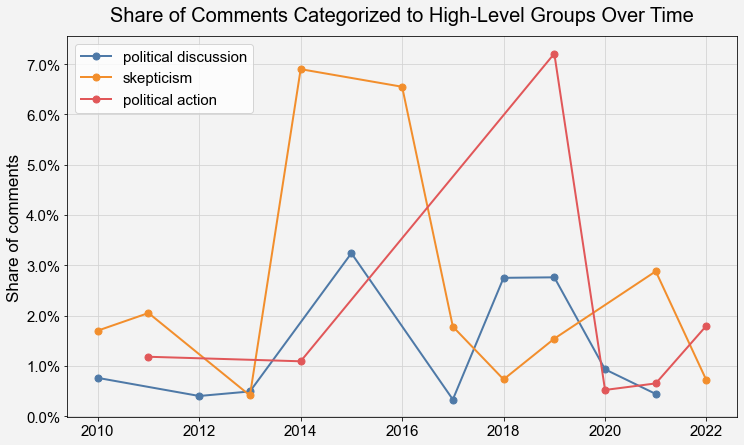 Share of Comments Categorized to High-Level Groups Over Time
political discussion
skepticism
political action
Share of comments
7.0%
6.0%
5.0%
4.0%
3.0%
2.0%
1.0%
0.0%
2010 2012 2014 2016 2018 2020 2022